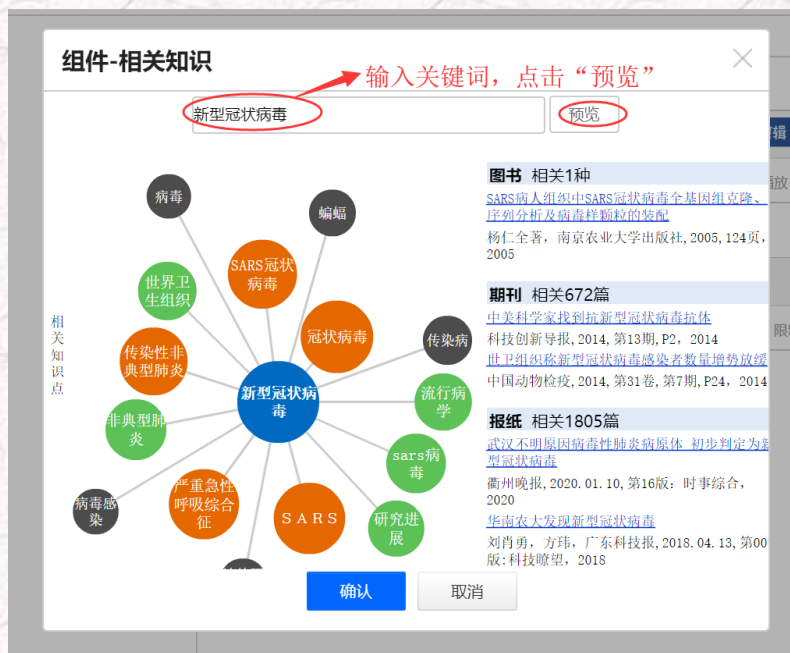 组件-相关知识
输入关键词，点击“预览”
新型冠状病毒
预览
病毒
蝙蝠
SARS冠状
病毒
世界卫
生组织
冠状病毒
传染病
传染性非
典型肺炎
相关知识点
新型冠状病
毒
流行病
学
非典型肺
炎
sars病
毒
严重急性
呼吸综合
征
病毒感
染
SARS
研究进
展
图书 相关1种
SARS病人组织中SARS冠状病毒全基因组克隆、
序列分析及病毒样颗粒的装配
杨仁全著，南京农业大学出版社,2005,124页,
2005
期刊 相关672篇
中美科学家找到抗新型冠状病毒抗体
科技创新导报,2014,第13期,P2，2014
世卫组织称新型冠状病毒感染者数量增势放缓
中国动物检疫,2014,第31卷,第7期,P24，2014
报纸 相关1805篇
武汉不明原因病毒性肺炎病原体 初步判定为新
型冠状病毒
衢州晚报,2020.01.10,第16版：时事综合，
2020
华南农大发现新型冠状病毒
刘肖勇，方玮，广东科技报,2018.04.13,第00
版:科技瞭望，2018
确认
取消
辑
放
限